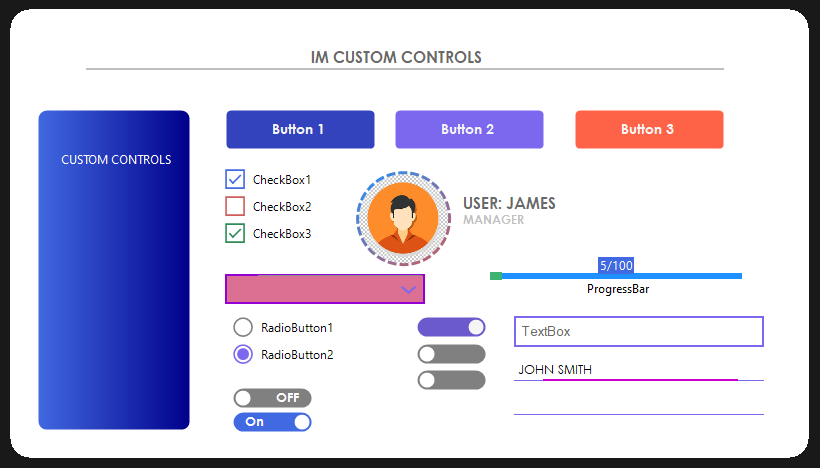 IM CUSTOM CONTROLS
CUSTOM CONTROLS
Button 1
Button 2
Button 3
CheckBox1
CheckBox2
CheckBox3
USER: JAMES
MANAGER
5/100
ProgressBar
RadioButton1
RadioButton2
OFF
On
TextBox
JOHN SMITH